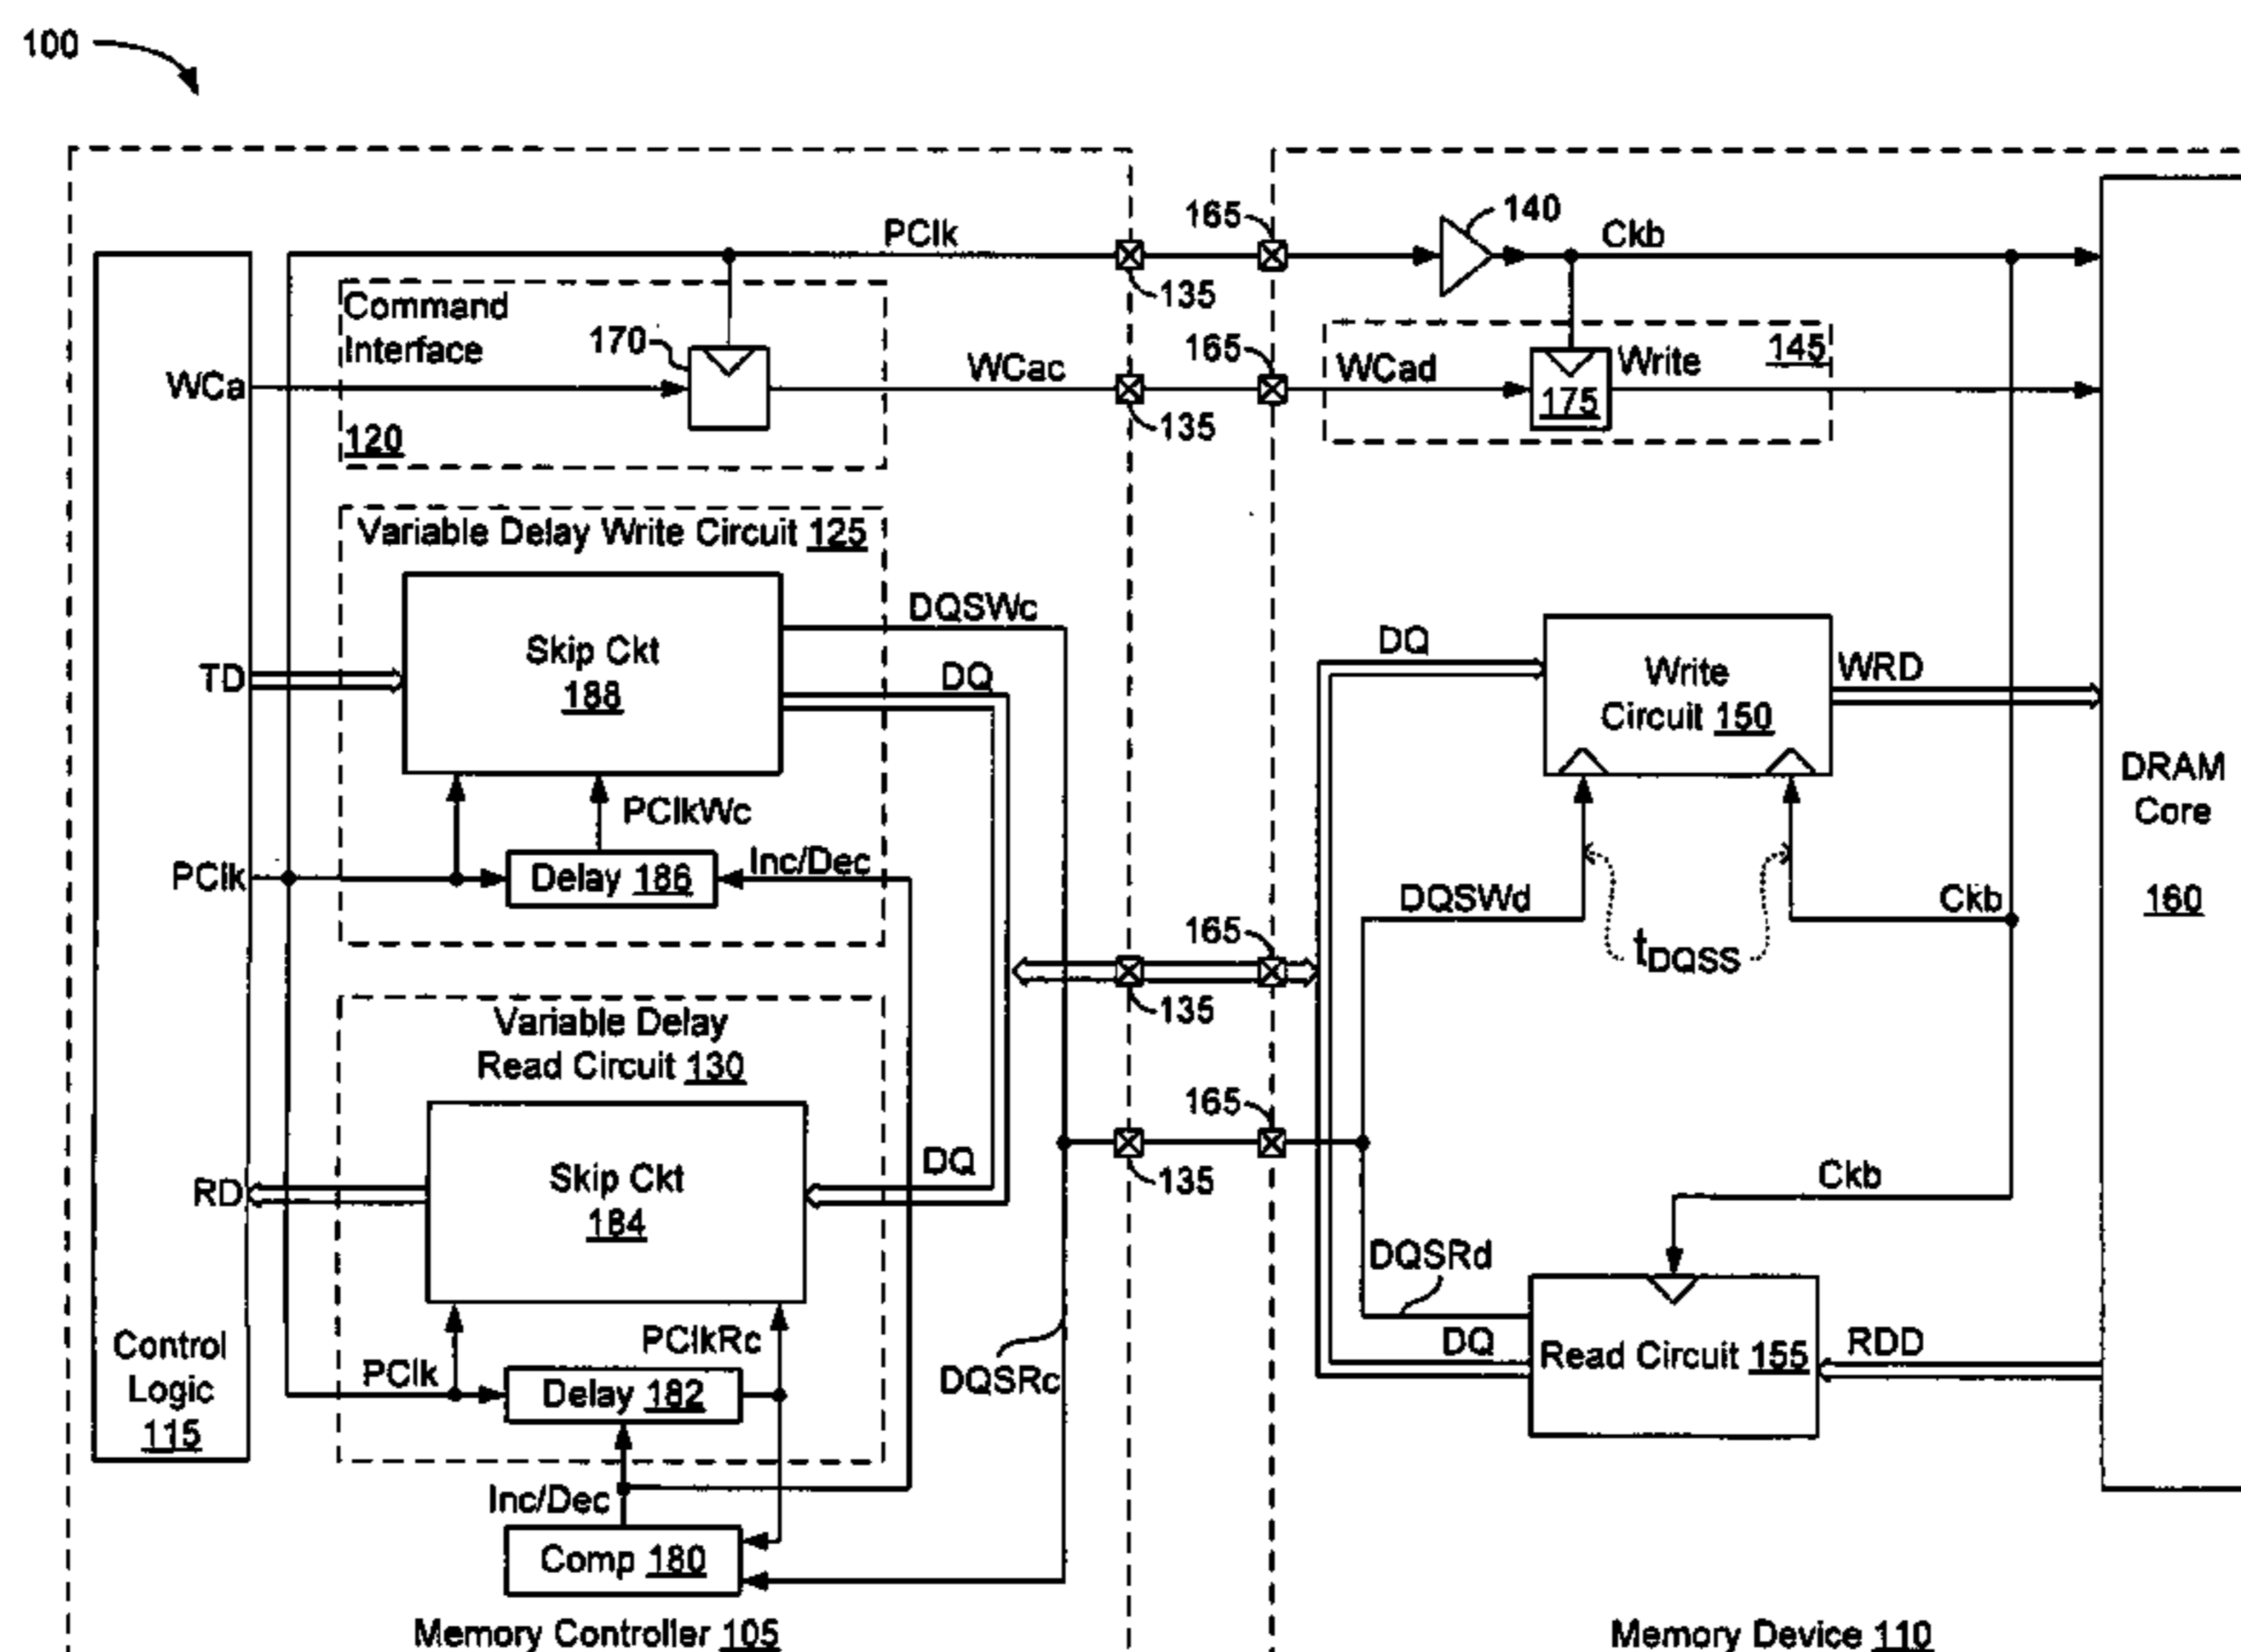 100
PClk
165
140
Ckb
Command
Interface
170
135
WCa
WCac
165
WCad
Write
145
175
120
135
Variable Delay Write Circuit 125
DQSWc
Skip Ckt
188
DQ
DQ
TD
Write
Circuit 150
WRD
DRAM
Core
160
PClkWc
PClk
Delay 186
Inc/Dec
DQSWd
Ckb
165
tDQSS
135
Variable Delay
Read Circuit 130
165
DQ
Skip Ckt
184
RD
135
Ckb
DQSRd
PClkRc
DQ
Read Circuit 155
RDD
Control
Logic
115
PClk
Delay 182
DQSRc
Inc/Dec
Comp 180
Memory Controller 105
Memory Device 110